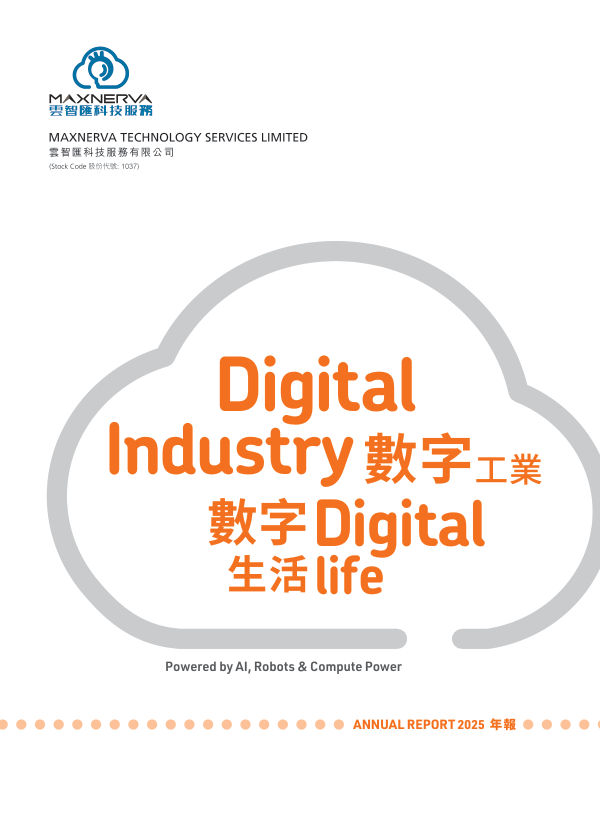 MAXNERVA
雲智匯科技服務
MAXNERVA TECHNOLOGY SERVICES LIMITED
雲智匯科技服務有限公司
(Stock Code 股份代號: 1037)
Digital
Industry 數字工業
數字 Digital
生活 life
Powered by AI, Robots & Compute Power
ANNUAL REPORT 2025 年報